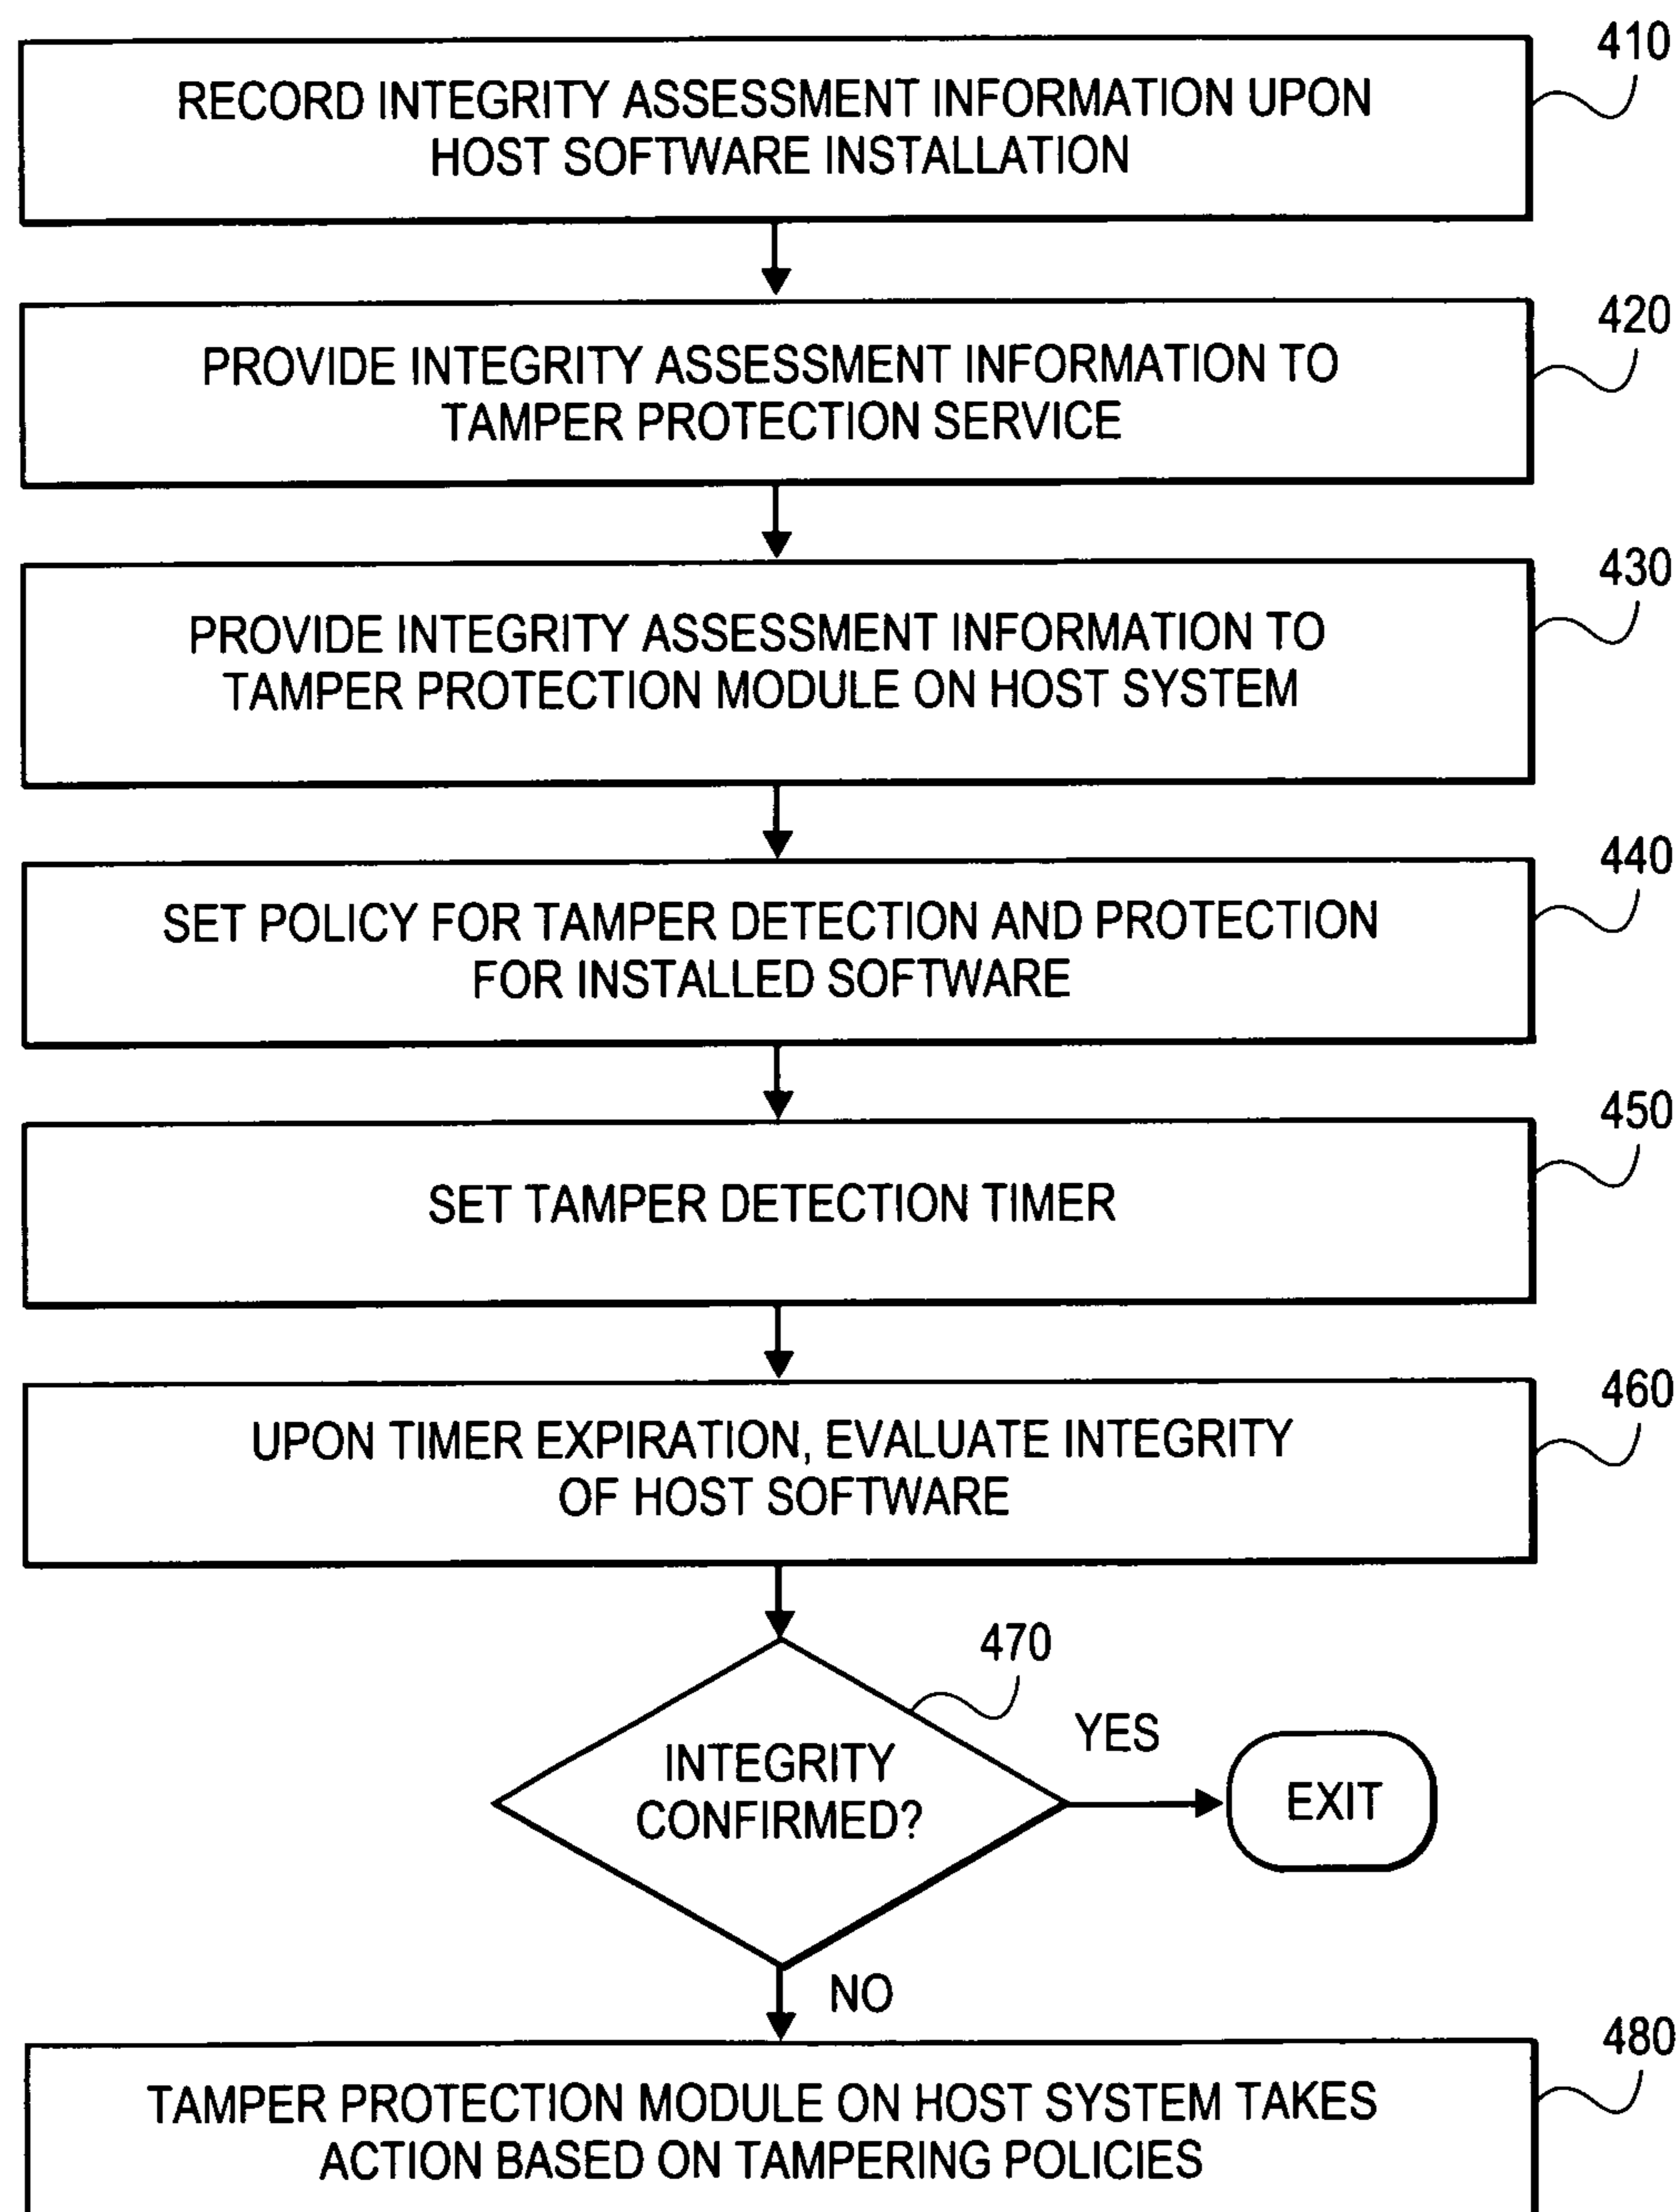 410
RECORD INTEGRITY ASSESSMENT INFORMATION UPON
HOST SOFTWARE INSTALLATION
420
PROVIDE INTEGRITY ASSESSMENT INFORMATION TO
TAMPER PROTECTION SERVICE
430
PROVIDE INTEGRITY ASSESSMENT INFORMATION TO
TAMPER PROTECTION MODULE ON HOST SYSTEM
440
SET POLICY FOR TAMPER DETECTION AND PROTECTION
FOR INSTALLED SOFTWARE
450
SET TAMPER DETECTION TIMER
460
UPON TIMER EXPIRATION, EVALUATE INTEGRITY
OF HOST SOFTWARE
470
INTEGRITY
CONFIRMED?
YES
EXIT
NO
480
TAMPER PROTECTION MODULE ON HOST SYSTEM TAKES
ACTION BASED ON TAMPERING POLICIES